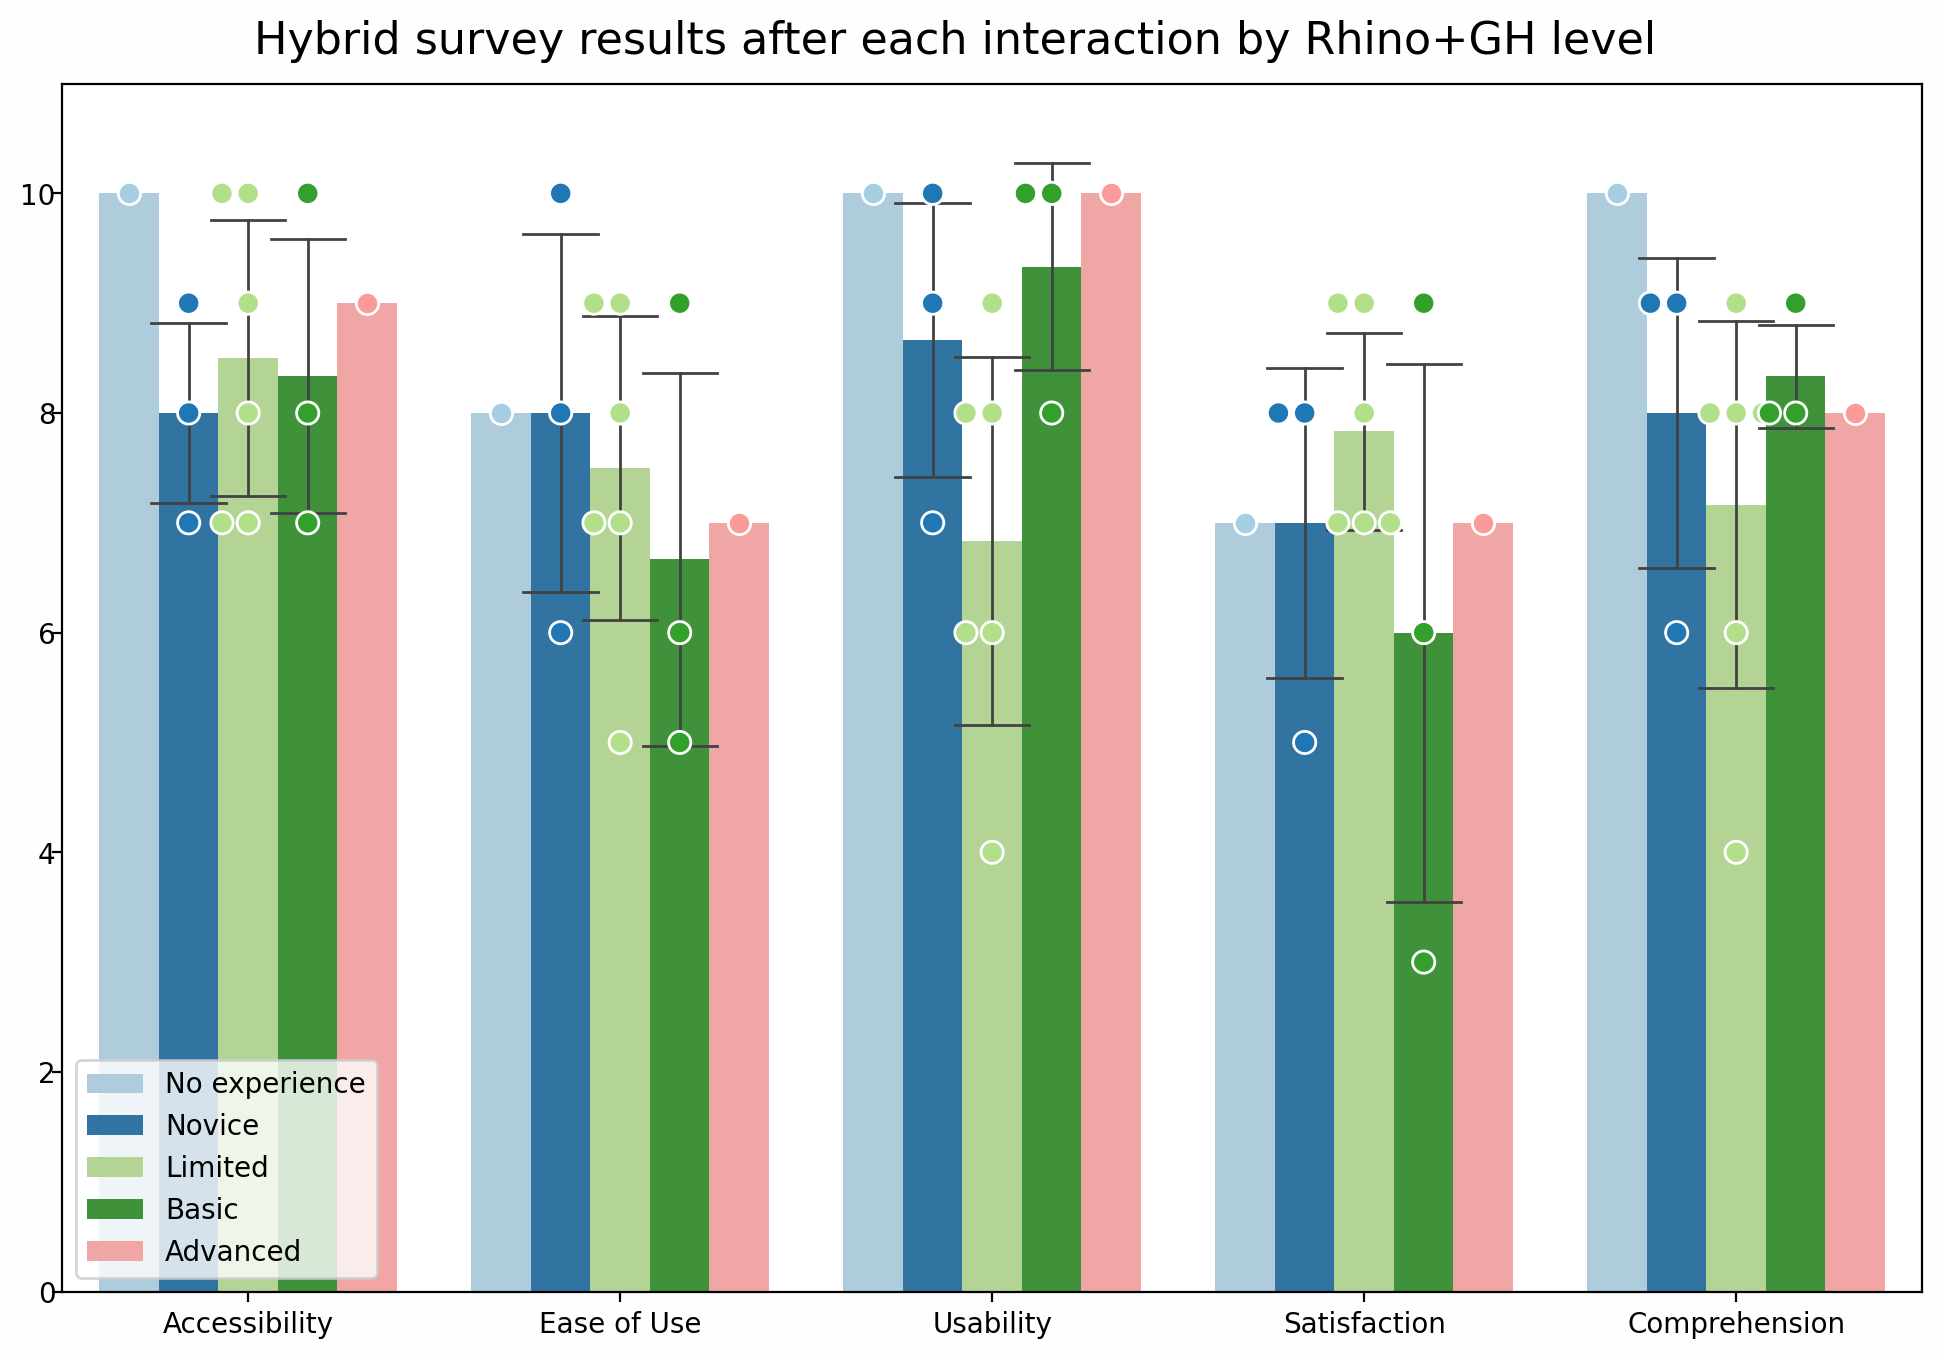 Hybrid survey results after each interaction by Rhino+GH level
10
8
6
4
2
0
No experience
Novice
Limited
Basic
Advanced
Accessibility
Ease of Use
Usability
Satisfaction
Comprehension